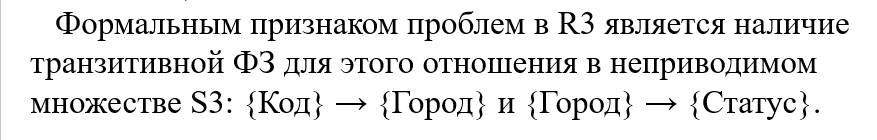 Формальным признаком проблем в R3 является наличие
транзитивной ФЗ для этого отношения в неприводимом
множестве S3: {Код} → {Город} и {Город} → {Статус}.